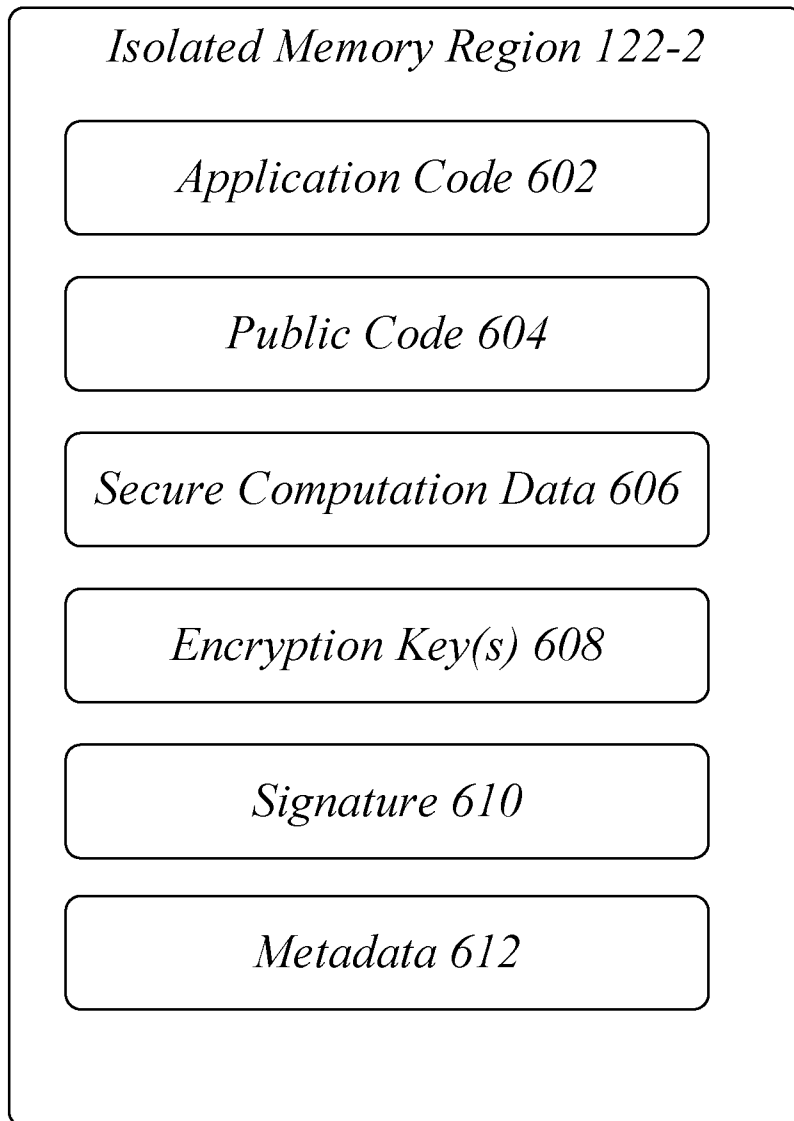 Isolated Memory Region 122-2
Application Code 602
Public Code 604
Secure Computation Data 606
Encryption Key(s) 608
Signature 610
Metadata 612